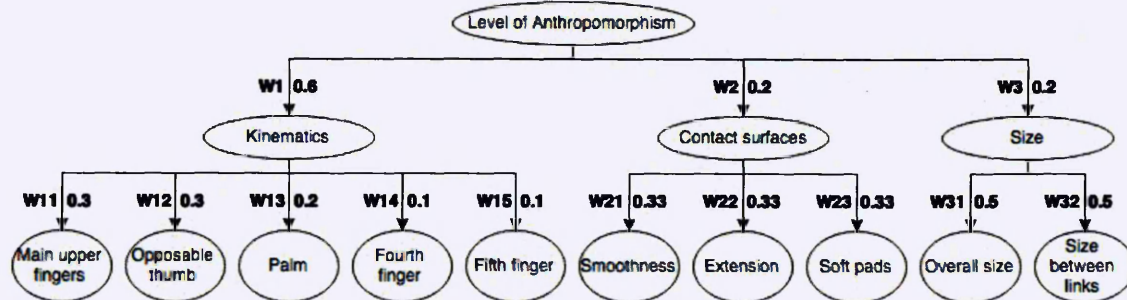 Level of Anthropomorphism
W1 0.6
W2 0.2
W3 0.2
Kinematics
Contact surfaces
Size
W11 0.3
W12 0.3
W13 0.2
W14 0.1
W15 0.1
W21 0.33
W22 0.33
W23 0.33
W31 0.5
W32 0.5
Main upper
fingers
Opposable
thumb
Palm
Fourth
finger
Fifth finger
Smoothness
Extension
Soft pads
Overall size
Size
between
links